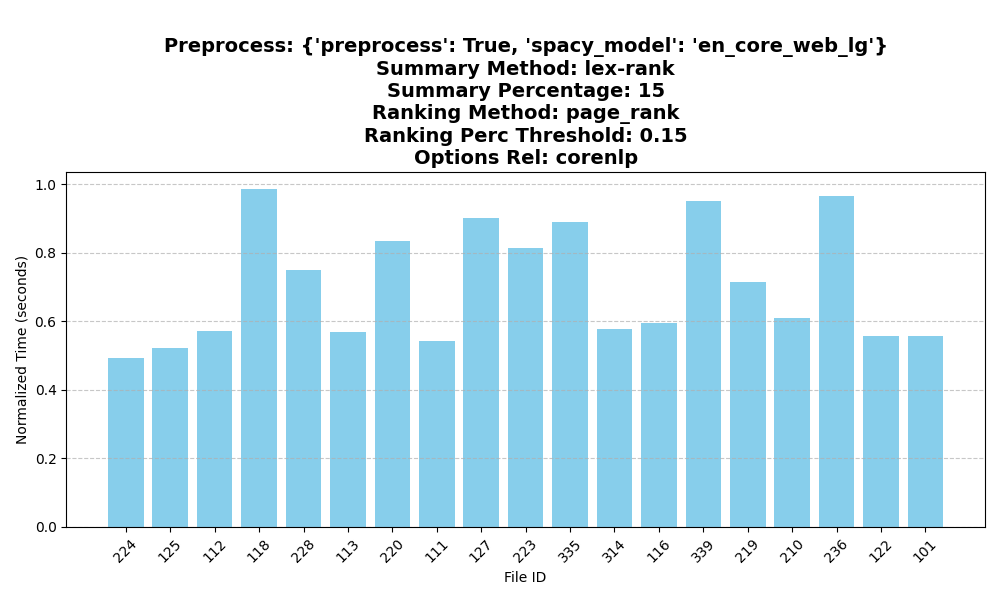 Preprocess: {'preprocess': True, 'spacy_model': 'en_core_web_lg'}
Summary Method: lex-rank
Summary Percentage: 15
Ranking Method: page_rank
Ranking Perc Threshold: 0.15
Options Rel: corenlp
1.0
0.8
0.6
0.4
0.2
0.0
Normalized Time (seconds)
224 125 112 118 228 113 220 111 127 223 335 314 116 339 219 210 236 122 101
File ID